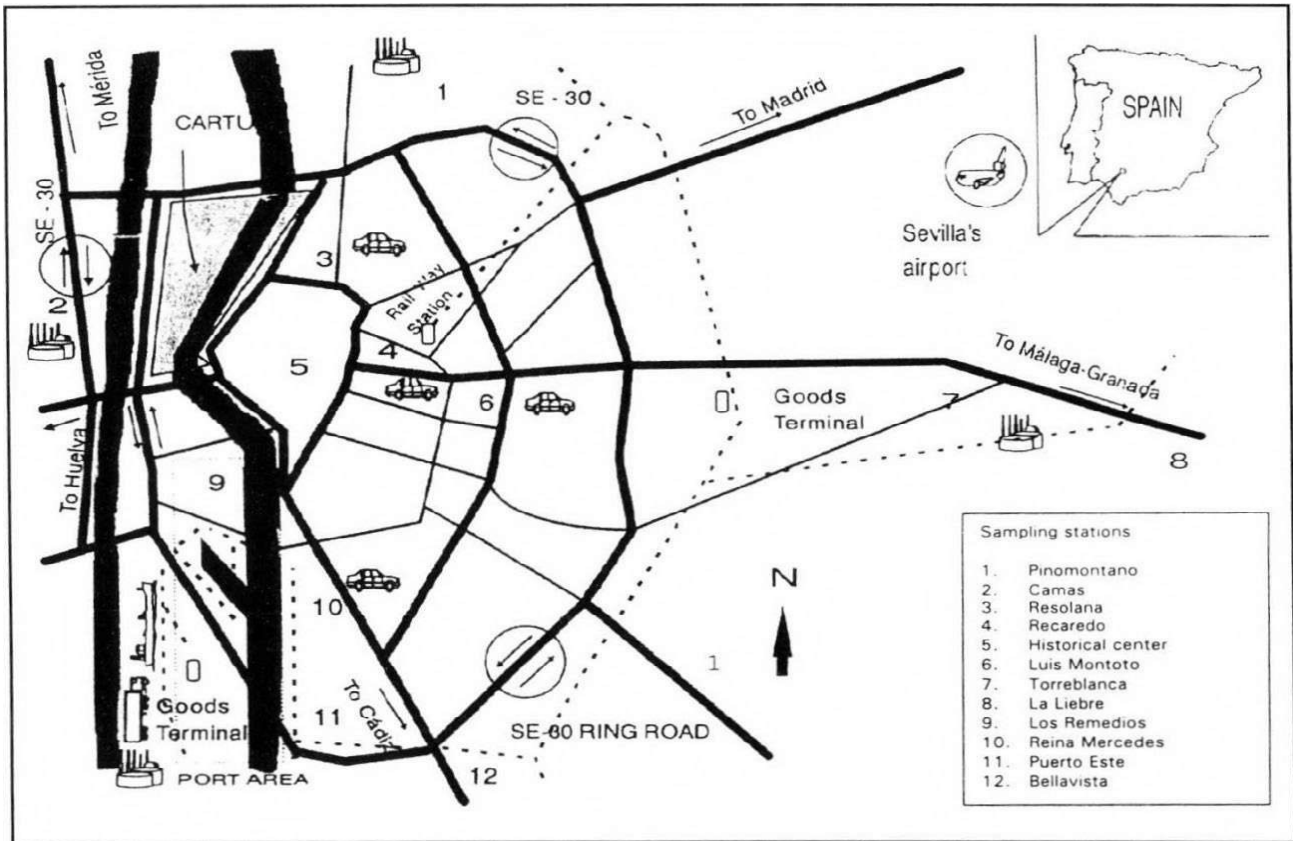 To Mérida
1
SE - 30
To Madrid
SPAIN
CARTU
SE - 30
Sevilla's
airport
2
3
Rail Way
Station
4
5
6
To Málaga-Granada
Goods
Terminal
7
8
To Huelva
9
N
10
1
To Cádiz
11
SE-30 RING ROAD
12
Goods
Terminal
PORT AREA
Sampling stations
1. Pinomontano
2. Camas
3. Resolana
4. Recaredo
5. Historical center
6. Luis Montoto
7. Torreblanca
8. La Liebre
9. Los Remedios
10. Reina Mercedes
11. Puerto Este
12. Bellavista